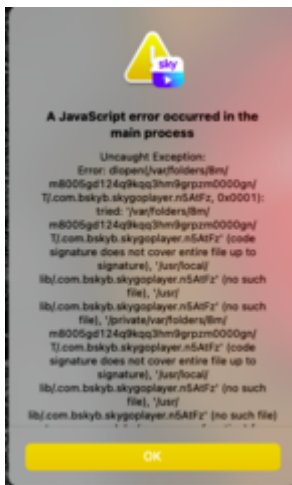 sky
A JavaScript error occurred in the
main process
Uncaught Exception:
Error: dlopen(/var/folders/8m/
m8005gd124q9kqq3hm9grpzm0000gn/
T/.com.bskyb.skygoplayer.n5AtFz, 0x0001):
tried: '/var/folders/8m/
m8005gd124q9kqq3hm9grpzm0000gn/
T/.com.bskyb.skygoplayer.n5AtFz' (code
signature does not cover entire file up to
signature), '/usr/local/
lib/.com.bskyb.skygoplayer.n5AtFz' (no such
file), '/usr/
lib/.com.bskyb.skygoplayer.n5AtFz' (no such
file), '/private/var/folders/8m/
m8005gd124q9kqq3hm9grpzm0000gn/
T/.com.bskyb.skygoplayer.n5AtFz' (code
signature does not cover entire file up to
signature), '/usr/local/
lib/.com.bskyb.skygoplayer.n5AtFz' (no such
file), '/usr/
lib/.com.bskyb.skygoplayer.n5AtFz' (no such file)
OK